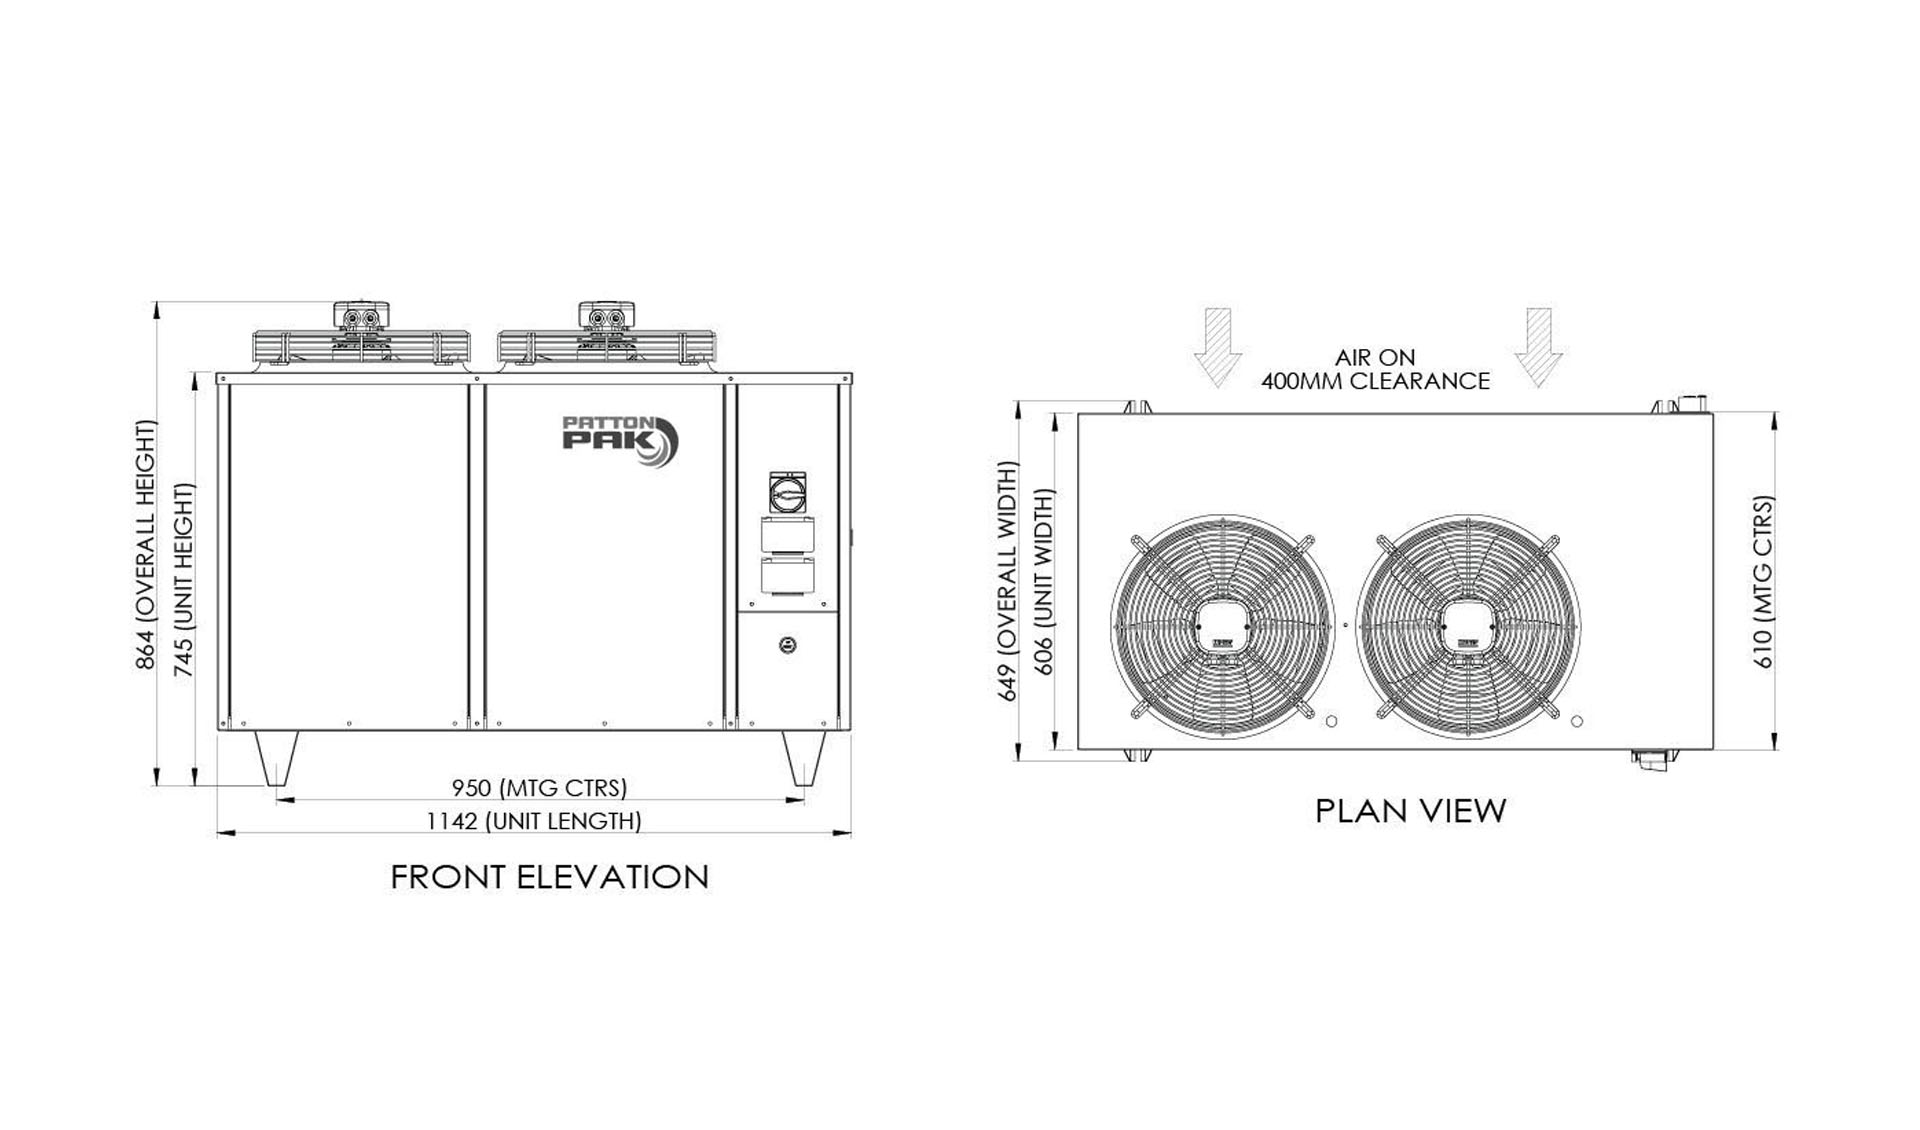 PATTON
PAK
864 (OVERALL HEIGHT)
745 (UNIT HEIGHT)
950 (MTG CTRS)
1142 (UNIT LENGTH)
FRONT ELEVATION
AIR ON
400MM CLEARANCE
649 (OVERALL WIDTH)
606 (UNIT WIDTH)
610 (MTG CTRS)
PLAN VIEW